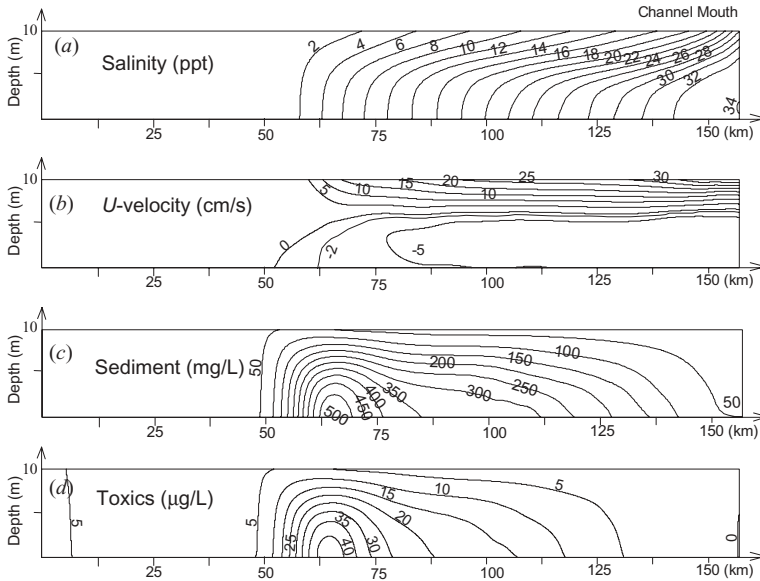 Channel Mouth
10
(a)
Salinity (ppt)
Depth (m)
2 4 6 8 10 12 14 16 18 20 22 24 26 28 30 32 34
25 50 75 100 125 150 (km)
10
(b)
U-velocity (cm/s)
Depth (m)
0 -2 5 10 15 20 25 30 10 -5
25 50 75 100 125 150 (km)
10
(c)
Sediment (mg/L)
Depth (m)
50 500 450 400 350 300 250 200 150 100 50
25 50 75 100 125 150 (km)
10
(d)
Toxics (μg/L)
Depth (m)
5 5 25 35 40 30 20 15 10 5 0
25 50 75 100 125 150 (km)